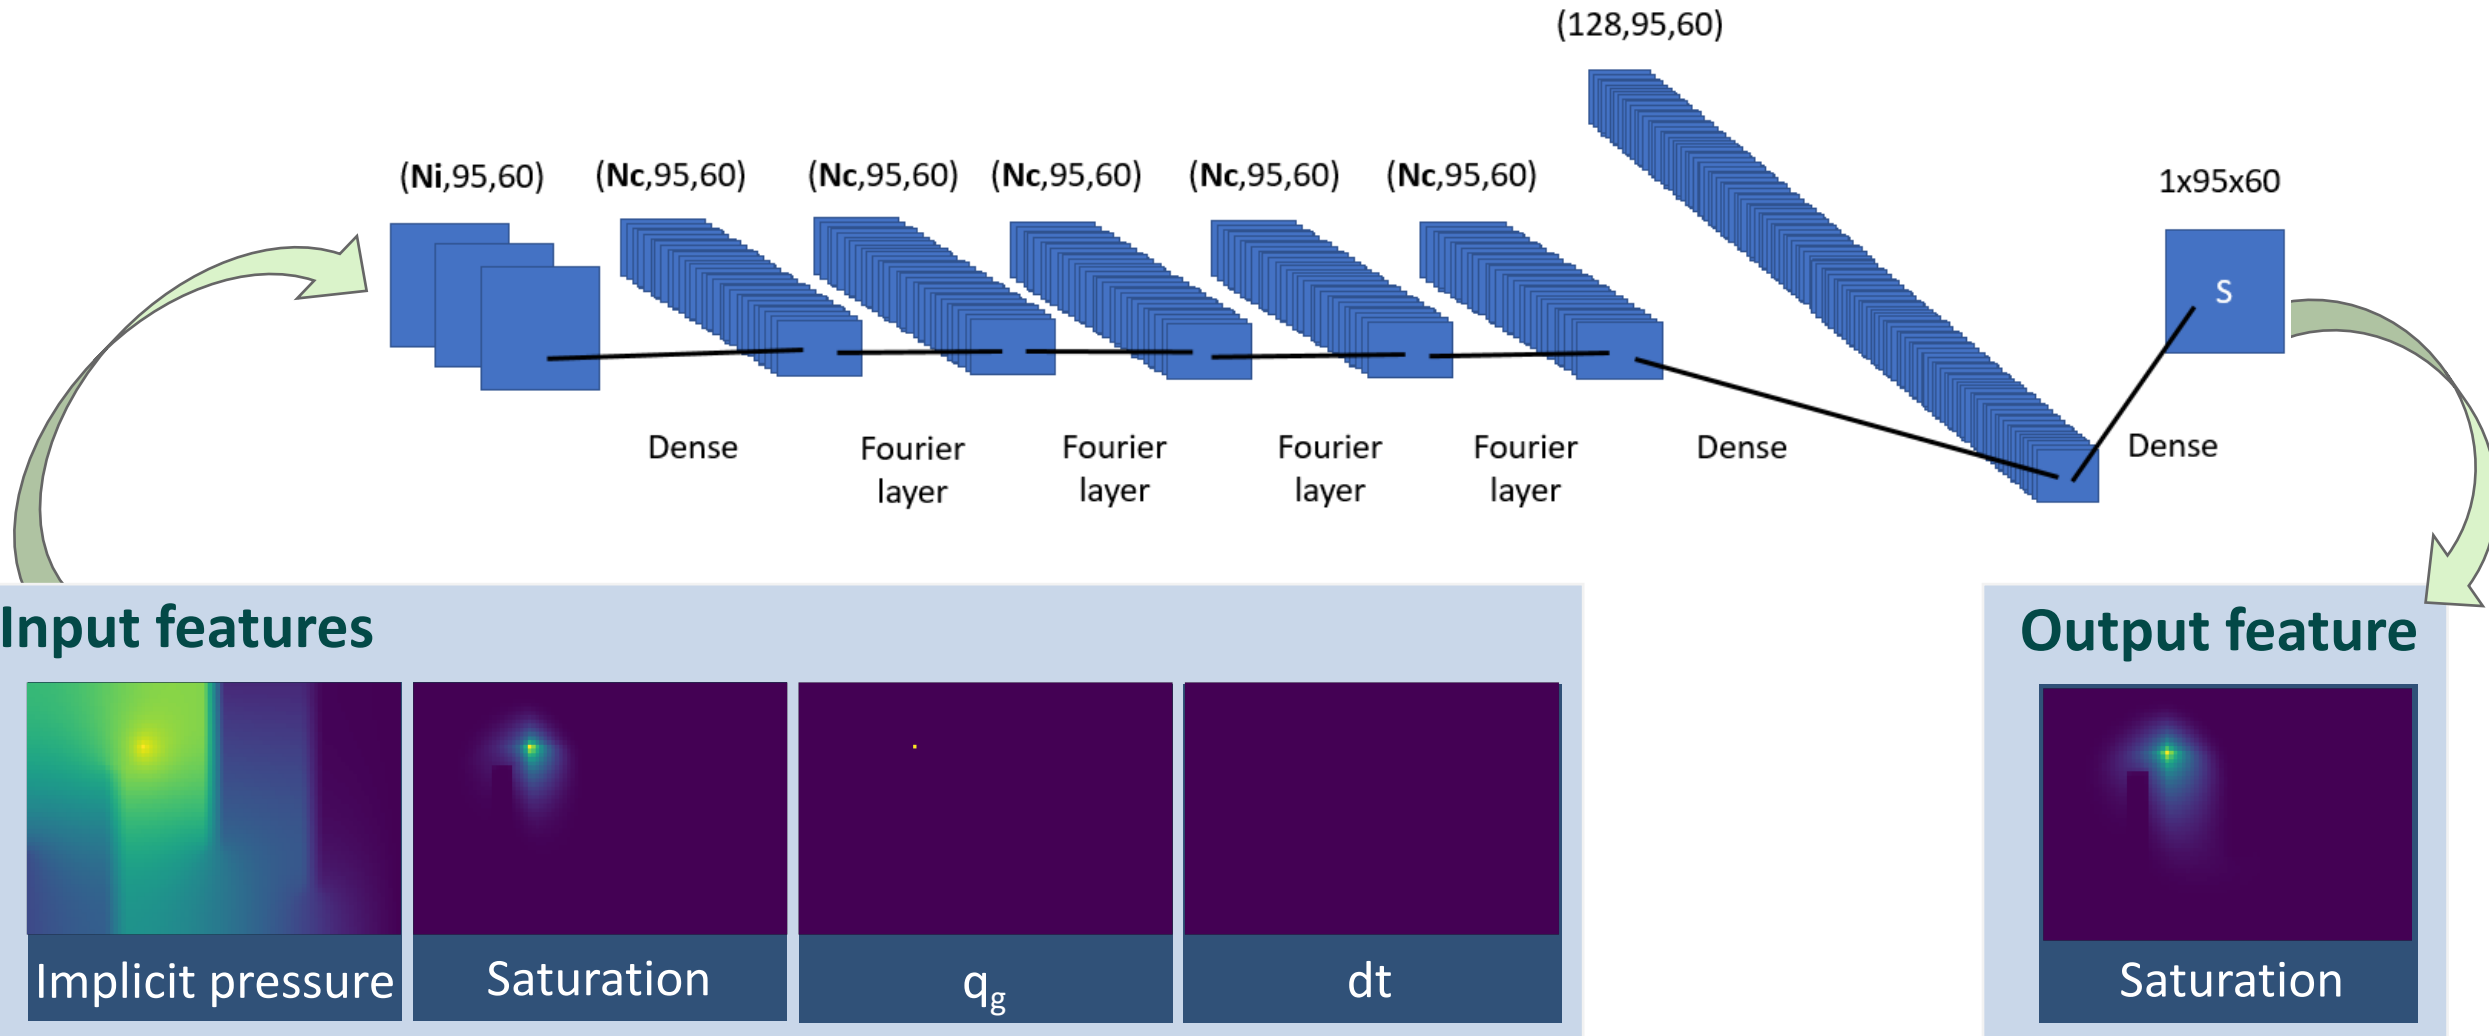 (128,95,60)
(Ni,95,60) (Nc,95,60) (Nc,95,60) (Nc,95,60) (Nc,95,60) (Nc,95,60) 1x95x60
S
Dense Fourier Fourier Fourier Fourier Dense Dense
layer layer layer layer
Input features Output feature
Implicit pressure Saturation qg dt Saturation